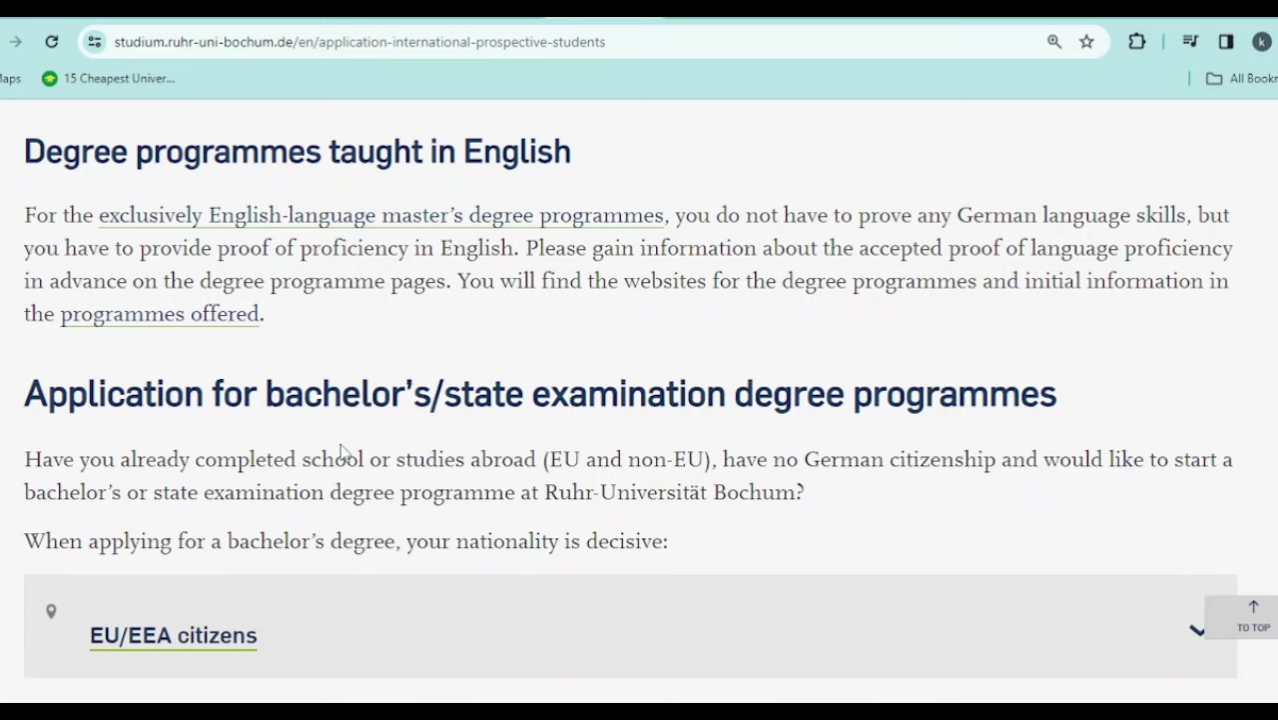 studium.ruhr-uni-bochum.de/en/application-international-prospective-students
k
aps
15 Cheapest Univer...
All Bookr
Degree programmes taught in English
For the exclusively English-language master's degree programmes, you do not have to prove any German language skills, but
you have to provide proof of proficiency in English. Please gain information about the accepted proof of language proficiency
in advance on the degree programme pages. You will find the websites for the degree programmes and initial information in
the programmes offered.
Application for bachelor's/state examination degree programmes
Have you already completed school or studies abroad (EU and non-EU), have no German citizenship and would like to start a
bachelor's or state examination degree programme at Ruhr-Universität Bochum?
When applying for a bachelor's degree, your nationality is decisive:
EU/EEA citizens
TO TOP